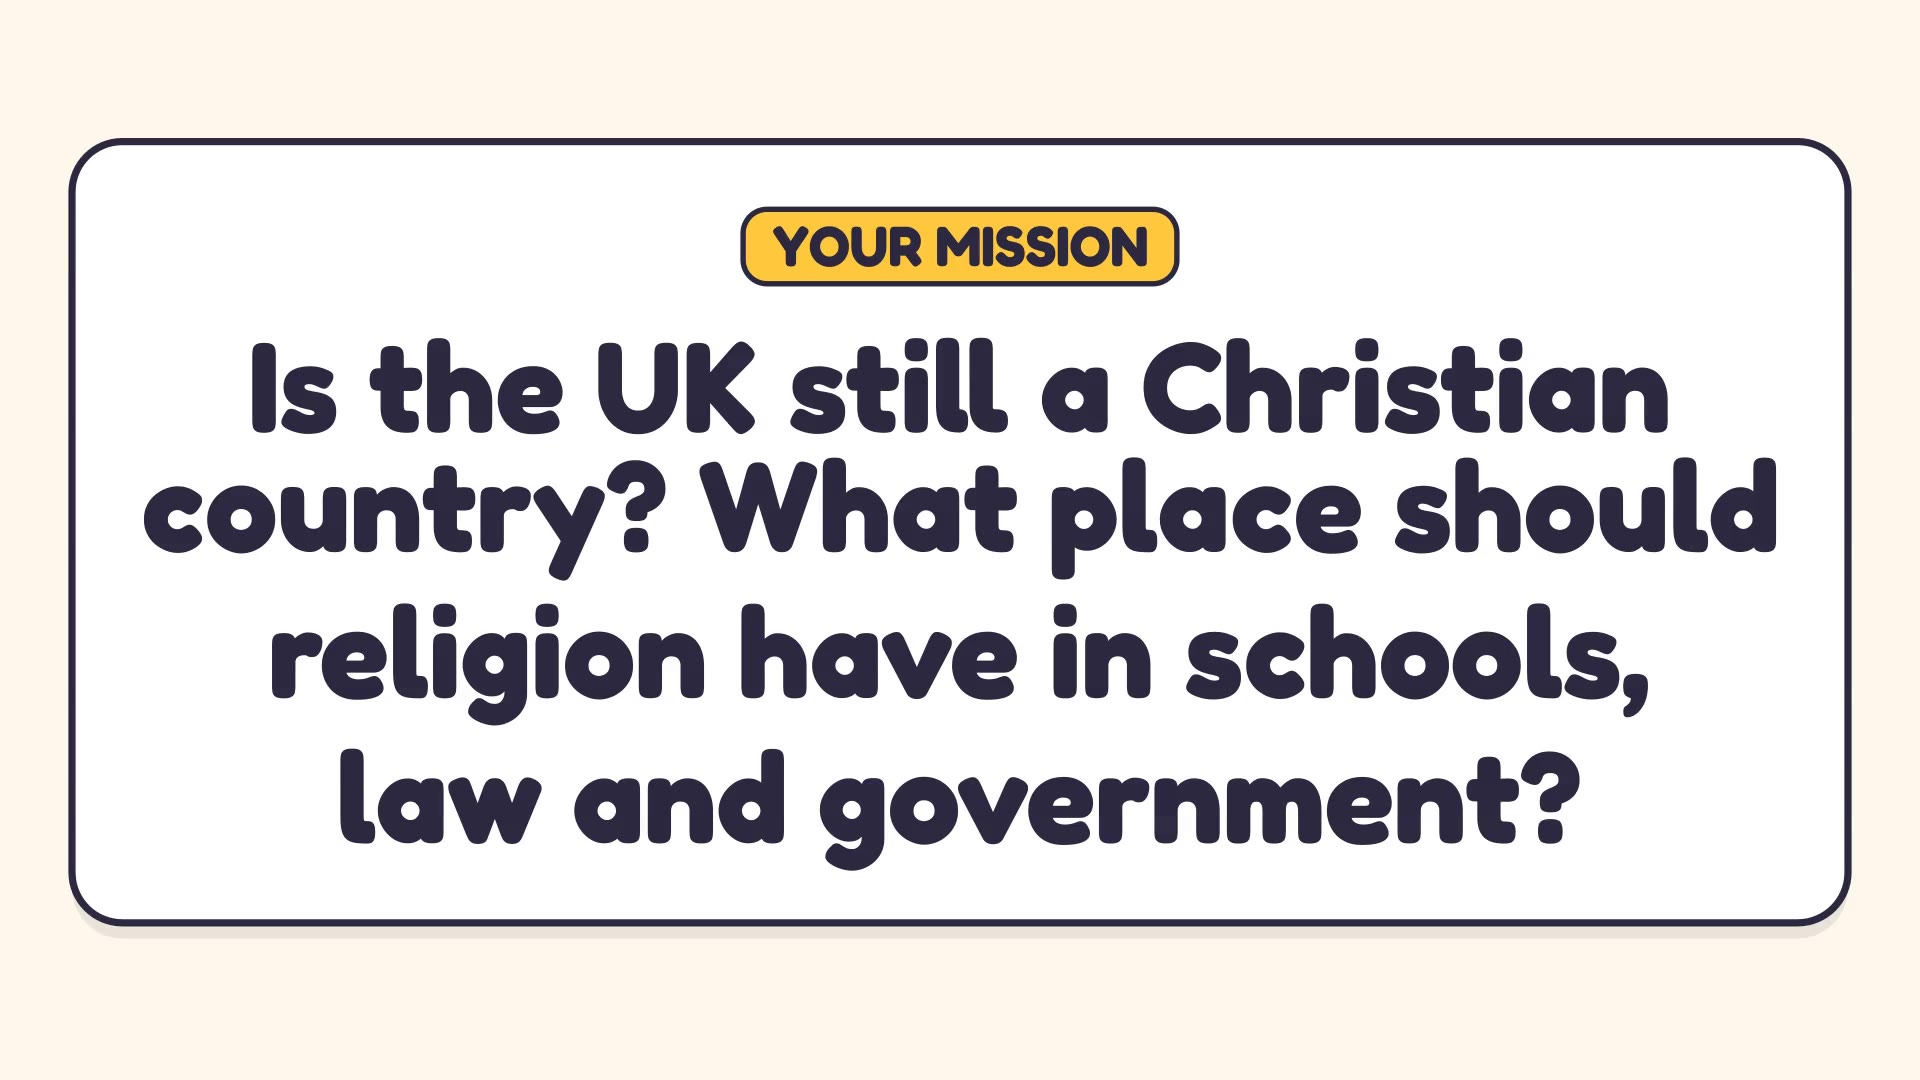 YOUR MISSION
Is the UK still a Christian
country? What place should
religion have in schools,
law and government?